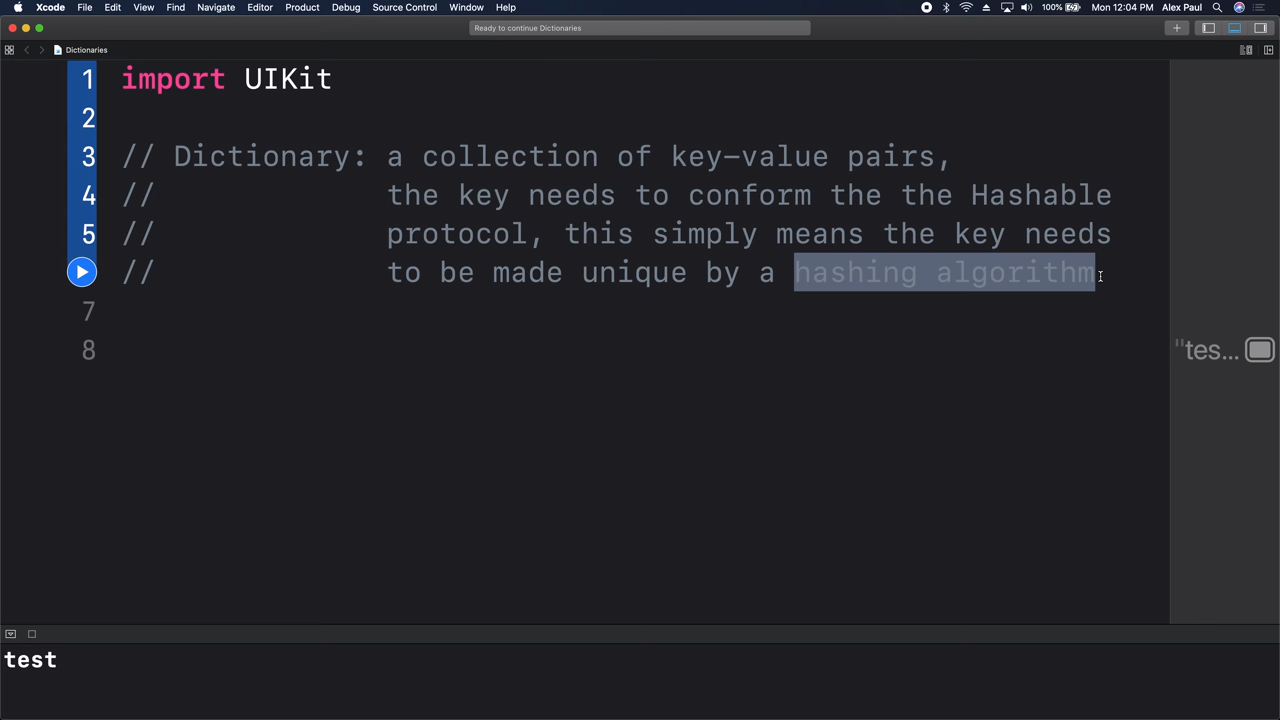 Xcode File Edit View Find Navigate Editor Product Debug Source Control Window Help 100% Mon 12:04 PM Alex Paul
Ready to continue Dictionaries
Dictionaries
1 import UIKit
2
3 // Dictionary: a collection of key-value pairs,
4 // the key needs to conform the the Hashable
5 // protocol, this simply means the key needs
// to be made unique by a hashing algorithm
7
8
"tes...
test